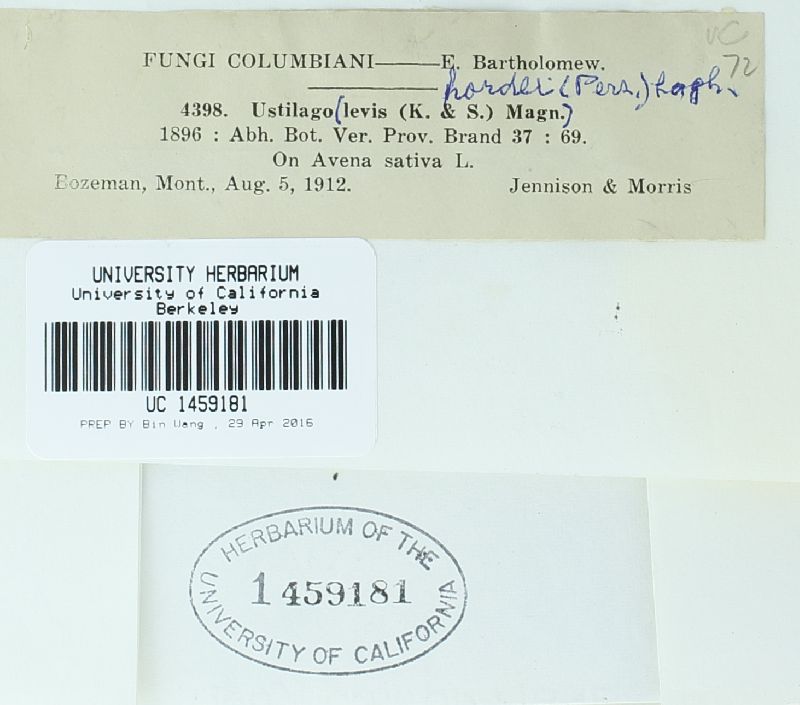 UC
72
FUNGI COLUMBIANI——E. Bartholomew.
hordei (Pers.) Lagh.
4398. Ustilago (levis (K. & S.) Magn.)
1896 : Abh. Bot. Ver. Prov. Brand 37 : 69.
On Avena sativa L.
Bozeman, Mont., Aug. 5, 1912. Jennison & Morris
UNIVERSITY HERBARIUM
University of California
Berkeley
UC 1459181
PREP BY Bin Wang , 29 Apr 2016
HERBARIUM OF THE
1459181
UNIVERSITY OF CALIFORNIA